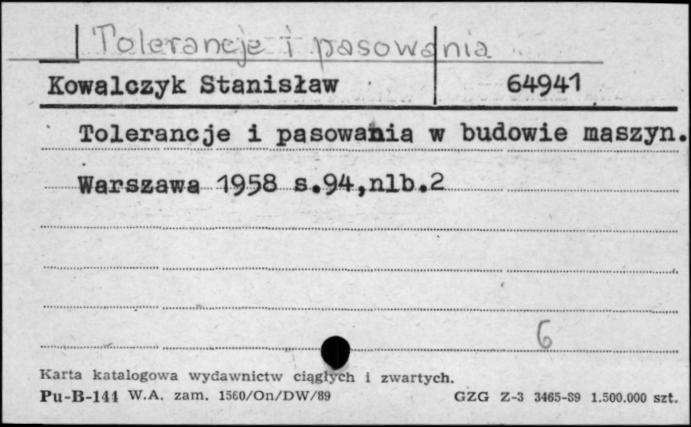 Tolerancje i pasowania
Kowalczyk Stanisław 64941
Tolerancje i pasowania w budowie maszyn.
Warszawa 1958 s.94,nlb.2
6
Karta katalogowa wydawnictw ciągłych i zwartych.
Pu-B-144 W.A. zam. 1560/On/DW/89 GZG Z-3 3465-89 1.500.000 szt.